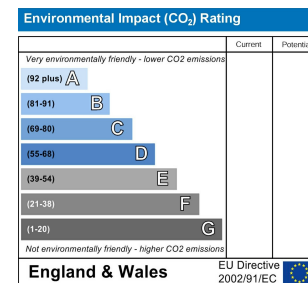 Environmental Impact (CO₂) Rating
Current Potentia
Very environmentally friendly - lower CO2 emissions
(92 plus) A
(81-91) B
(69-80) C
(55-68) D
(39-54) E
(21-38) F
(1-20) G
Not environmentally friendly - higher CO2 emissions
England & Wales
EU Directive
2002/91/EC